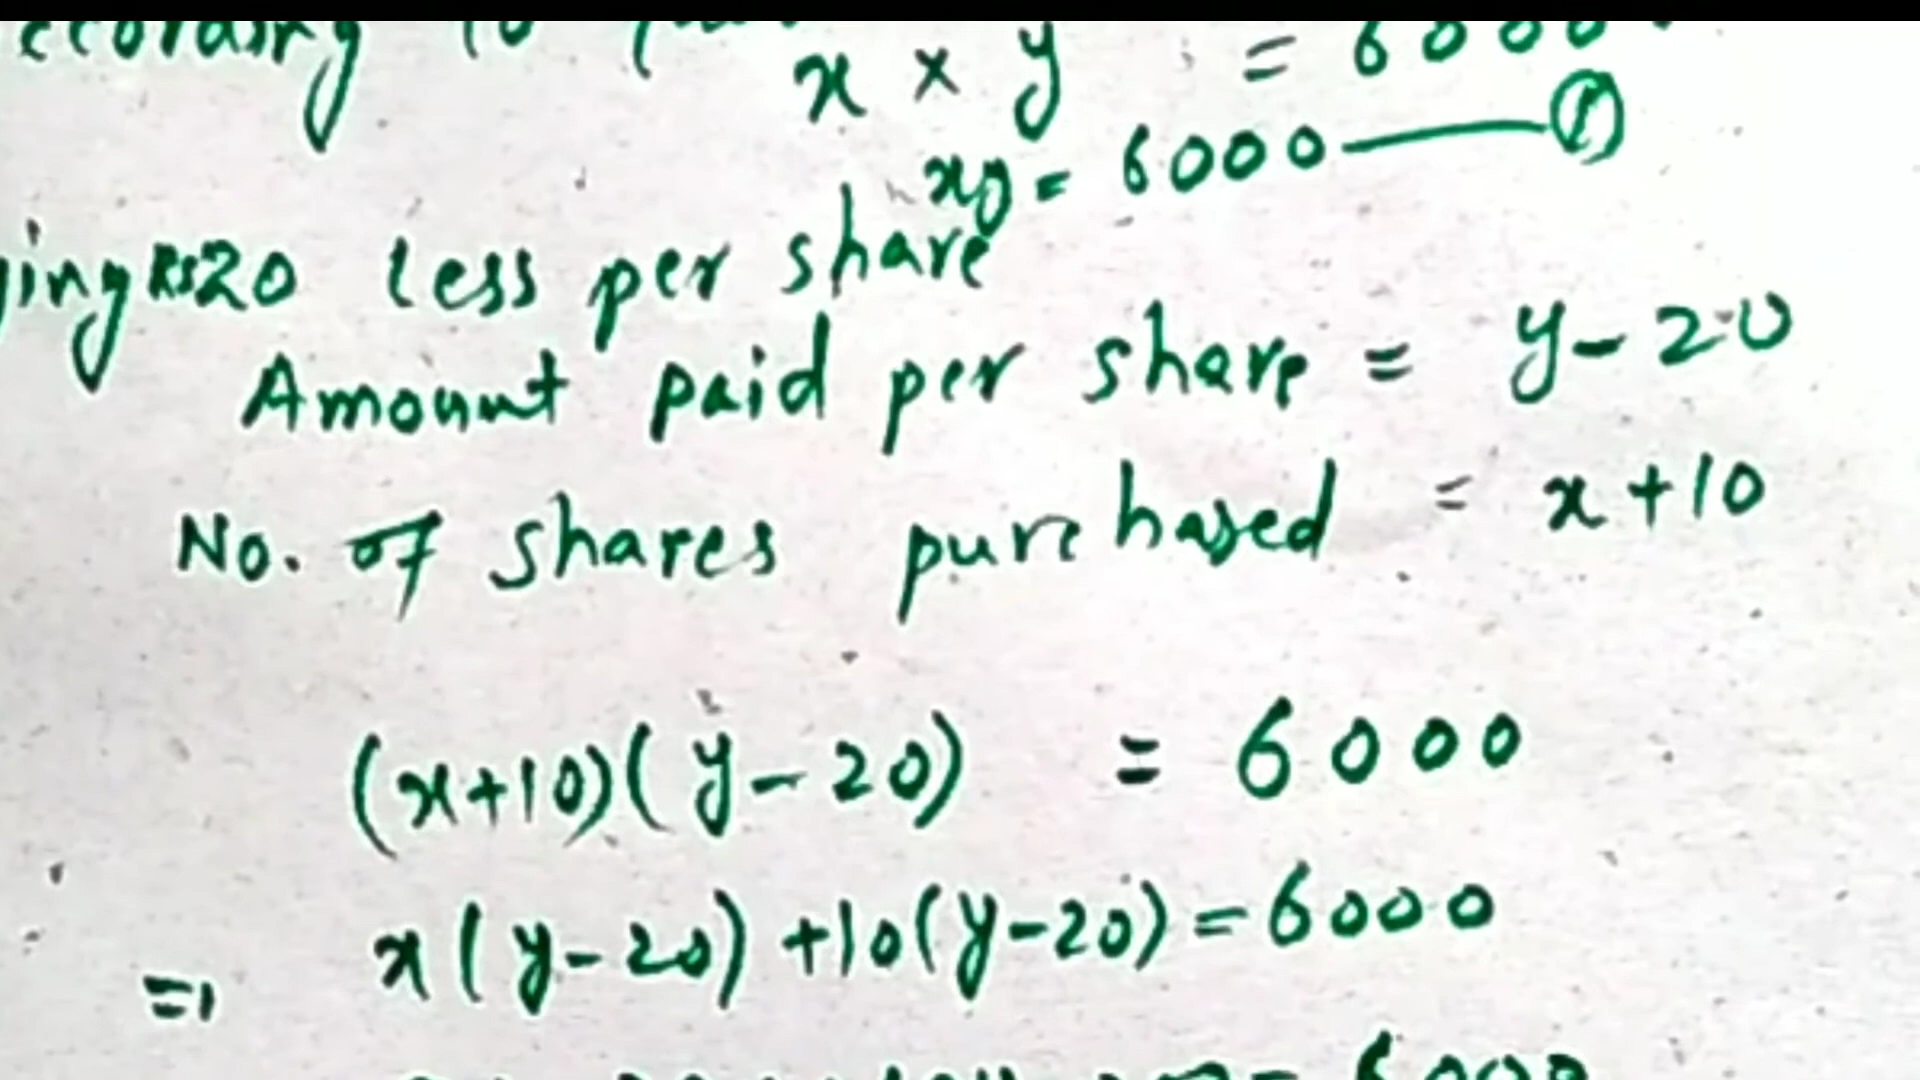 x × y = 6000
xy = 6000 —— ①
Rs20 less per share
Amount paid per share = y - 20
No. of shares purchased = x + 10
(x+10)(y-20) = 6000
⇒ x(y-20) +10(y-20) = 6000